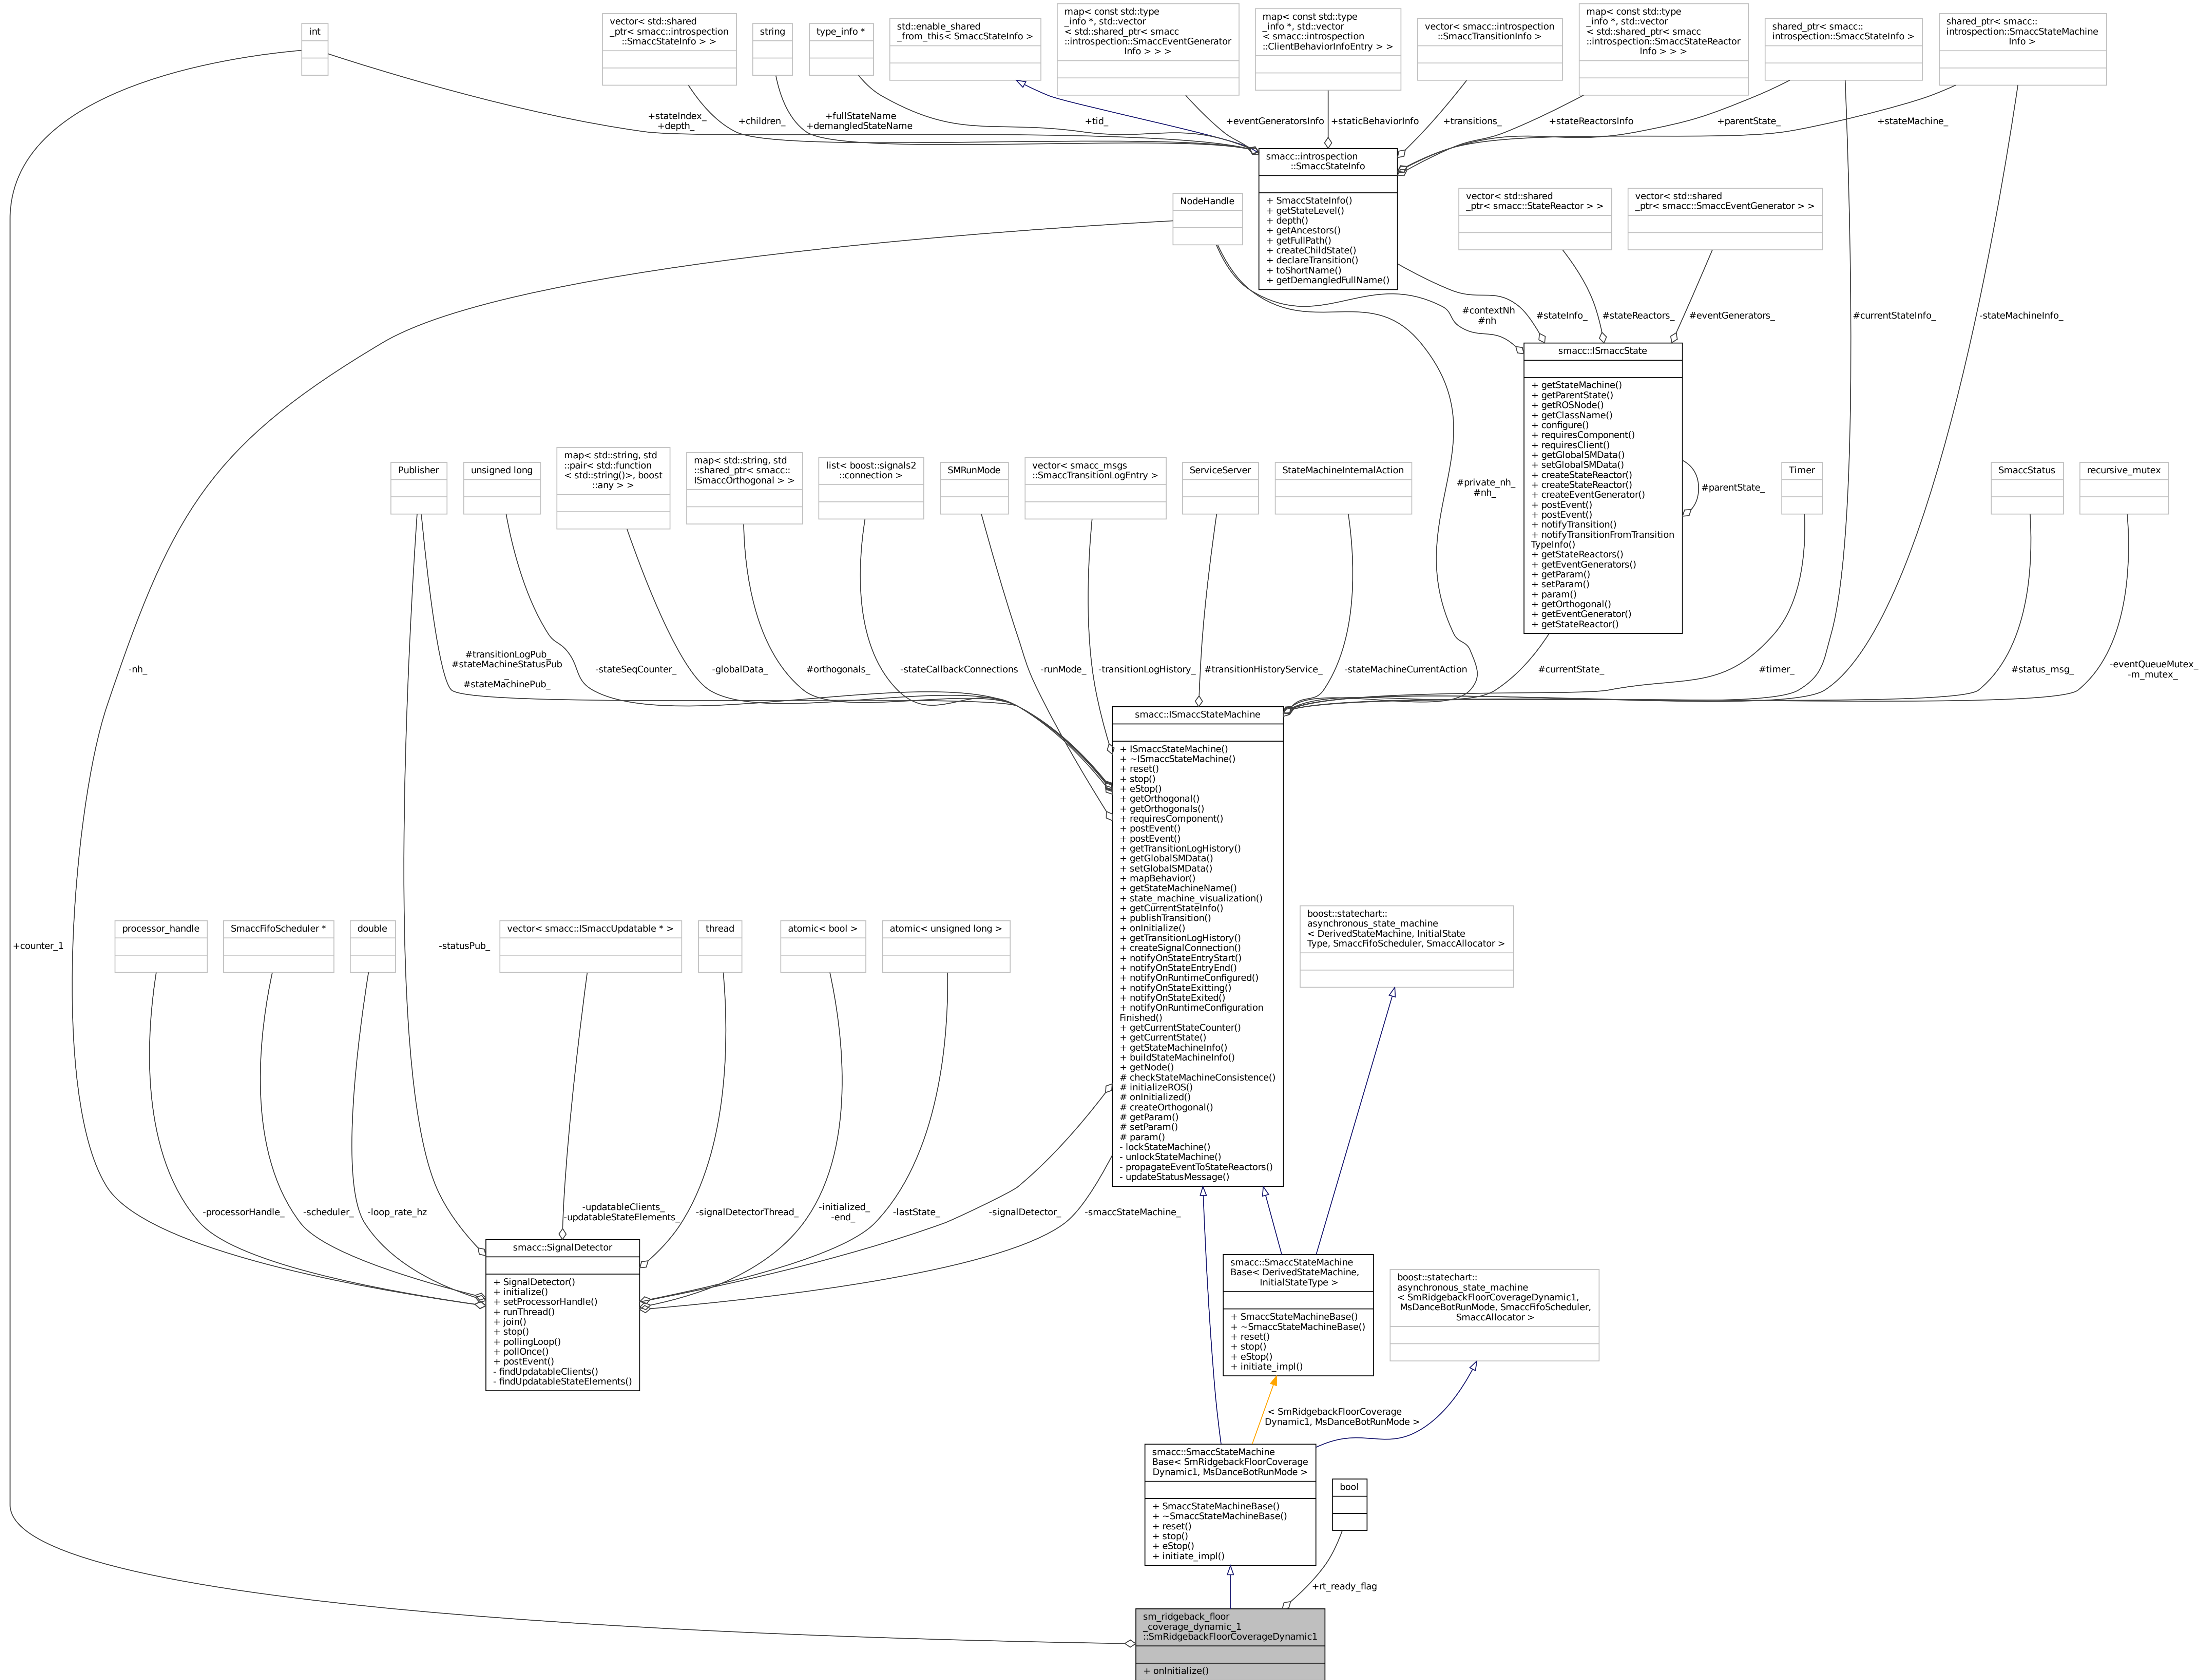 int
vector< std::shared
_ptr< smacc::introspection
::SmaccStateInfo > >
string
type_info *
std::enable_shared
_from_this< SmaccStateInfo >
map< const std::type
_info *, std::vector
< std::shared_ptr< smacc
::introspection::SmaccEventGenerator
Info > > >
map< const std::type
_info *, std::vector
< smacc::introspection
::ClientBehaviorInfoEntry > >
vector< smacc::introspection
::SmaccTransitionInfo >
map< const std::type
_info *, std::vector
< std::shared_ptr< smacc
::introspection::SmaccStateReactor
Info > > >
shared_ptr< smacc::
introspection::SmaccStateInfo >
shared_ptr< smacc::
introspection::SmaccStateMachine
Info >
+stateIndex_
+depth_
+children_
+fullStateName
+demangledStateName
+tid_
+eventGeneratorsInfo
+staticBehaviorInfo
+transitions_
+stateReactorsInfo
+parentState_
+stateMachine_
smacc::introspection
::SmaccStateInfo
+ SmaccStateInfo()
+ getStateLevel()
+ depth()
+ getAncestors()
+ getFullPath()
+ createChildState()
+ declareTransition()
+ toShortName()
+ getDemangledFullName()
NodeHandle
vector< std::shared
_ptr< smacc::StateReactor > >
vector< std::shared
_ptr< smacc::SmaccEventGenerator > >
#contextNh
#nh
#stateInfo_
#stateReactors_
#eventGenerators_
#currentStateInfo_
-stateMachineInfo_
smacc::ISmaccState
+ getStateMachine()
+ getParentState()
+ getROSNode()
+ getClassName()
+ configure()
+ requiresComponent()
+ requiresClient()
+ getGlobalSMData()
+ setGlobalSMData()
+ createStateReactor()
+ createStateReactor()
+ createEventGenerator()
+ postEvent()
+ postEvent()
+ notifyTransition()
+ notifyTransitionFromTransition
TypeInfo()
+ getStateReactors()
+ getEventGenerators()
+ getParam()
+ setParam()
+ param()
+ getOrthogonal()
+ getEventGenerator()
+ getStateReactor()
#parentState_
Publisher
unsigned long
map< std::string, std
::pair< std::function
< std::string()>, boost
::any > >
map< std::string, std
::shared_ptr< smacc::
ISmaccOrthogonal > >
list< boost::signals2
::connection >
SMRunMode
vector< smacc_msgs
::SmaccTransitionLogEntry >
ServiceServer
StateMachineInternalAction
#private_nh_
#nh_
Timer
SmaccStatus
recursive_mutex
-nh_
#transitionLogPub_
#stateMachineStatusPub
_
#stateMachinePub_
-stateSeqCounter_
-globalData_
#orthogonals_
-stateCallbackConnections
-runMode_
-transitionLogHistory_
#transitionHistoryService_
-stateMachineCurrentAction
#currentState_
#timer_
#status_msg_
-eventQueueMutex_
-m_mutex_
smacc::ISmaccStateMachine
+ ISmaccStateMachine()
+ ~ISmaccStateMachine()
+ reset()
+ stop()
+ eStop()
+ getOrthogonal()
+ getOrthogonals()
+ requiresComponent()
+ postEvent()
+ postEvent()
+ getTransitionLogHistory()
+ getGlobalSMData()
+ setGlobalSMData()
+ mapBehavior()
+ getStateMachineName()
+ state_machine_visualization()
+ getCurrentStateInfo()
+ publishTransition()
+ onInitialize()
+ getTransitionLogHistory()
+ createSignalConnection()
+ notifyOnStateEntryStart()
+ notifyOnStateEntryEnd()
+ notifyOnRuntimeConfigured()
+ notifyOnStateExitting()
+ notifyOnStateExited()
+ notifyOnRuntimeConfiguration
Finished()
+ getCurrentStateCounter()
+ getCurrentState()
+ getStateMachineInfo()
+ buildStateMachineInfo()
+ getNode()
# checkStateMachineConsistence()
# initializeROS()
# onInitialized()
# createOrthogonal()
# getParam()
# setParam()
# param()
- lockStateMachine()
- unlockStateMachine()
- propagateEventToStateReactors()
- updateStatusMessage()
+counter_1
processor_handle
SmaccFifoScheduler *
double
-statusPub_
vector< smacc::ISmaccUpdatable * >
thread
atomic< bool >
atomic< unsigned long >
boost::statechart::
asynchronous_state_machine
< DerivedStateMachine, InitialState
Type, SmaccFifoScheduler, SmaccAllocator >
-processorHandle_
-scheduler_
-loop_rate_hz
-updatableClients_
-updatableStateElements_
-signalDetectorThread_
-initialized_
-end_
-lastState_
-signalDetector_
-smaccStateMachine_
smacc::SignalDetector
+ SignalDetector()
+ initialize()
+ setProcessorHandle()
+ runThread()
+ join()
+ stop()
+ pollingLoop()
+ pollOnce()
+ postEvent()
- findUpdatableClients()
- findUpdatableStateElements()
smacc::SmaccStateMachine
Base< DerivedStateMachine,
InitialStateType >
+ SmaccStateMachineBase()
+ ~SmaccStateMachineBase()
+ reset()
+ stop()
+ eStop()
+ initiate_impl()
boost::statechart::
asynchronous_state_machine
< SmRidgebackFloorCoverageDynamic1,
MsDanceBotRunMode, SmaccFifoScheduler,
SmaccAllocator >
< SmRidgebackFloorCoverage
Dynamic1, MsDanceBotRunMode >
smacc::SmaccStateMachine
Base< SmRidgebackFloorCoverage
Dynamic1, MsDanceBotRunMode >
+ SmaccStateMachineBase()
+ ~SmaccStateMachineBase()
+ reset()
+ stop()
+ eStop()
+ initiate_impl()
bool
+rt_ready_flag
sm_ridgeback_floor
_coverage_dynamic_1
::SmRidgebackFloorCoverageDynamic1
+ onInitialize()